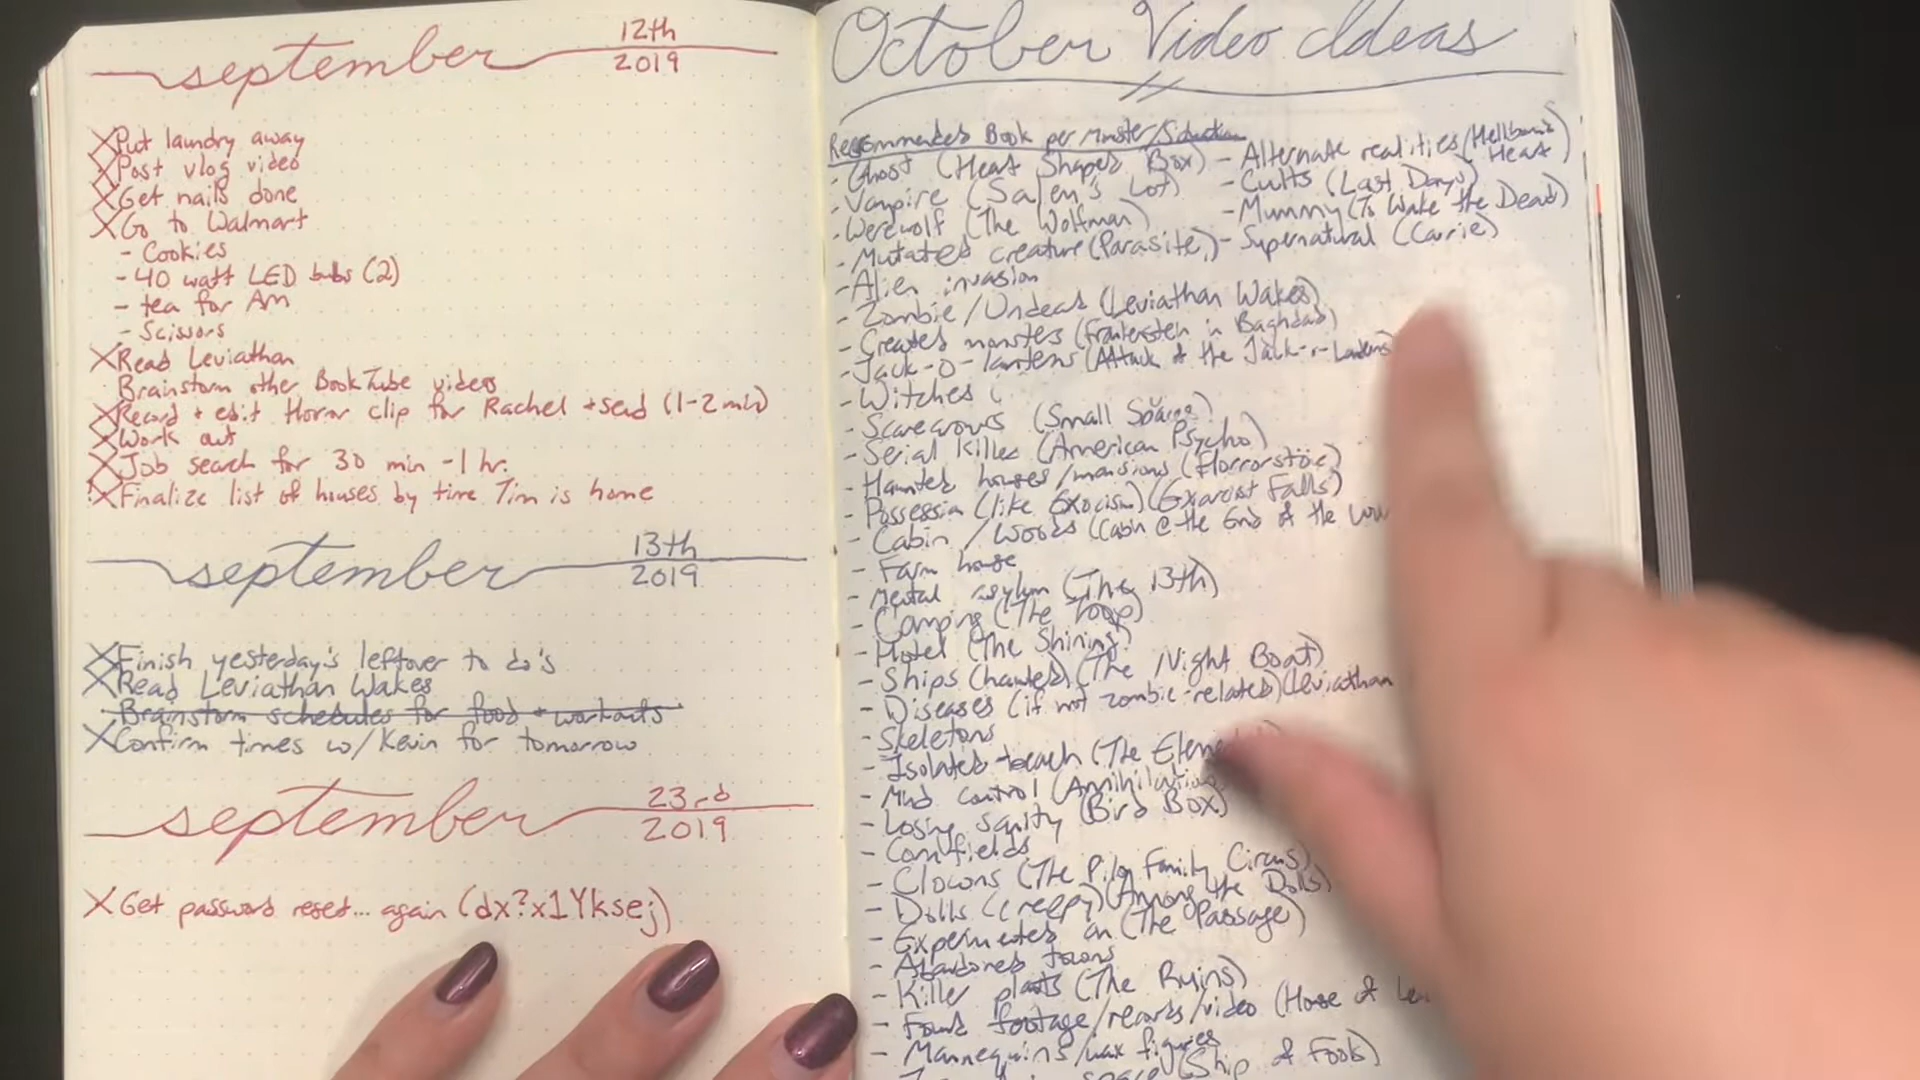 september 12th 2019
Put laundry away
Post vlog video
Get nails done
Go to Walmart
- Cookies
- 40 watt LED bulbs (2)
- tea for AM
- Scissors
Read Leviathan
Brainstorm other BookTube videos
Record + edit Horror clip for Rachel + send (1-2 min)
Work out
Job search for 30 min - 1 hr.
Finalize list of houses by time Tim is home
september 13th 2019
Finish yesterday's leftover to do's
Read Leviathan Wakes
Brainstorm schedules for food + workouts
Confirm times w/ Kevin for tomorrow
september 23rd 2019
Get password reset... again (dx?x1Yksej)
October Video Ideas
Recommended Book per Monster/Situation
- Ghost (Heart Shaped Box)
- Vampire (Salem's Lot)
- Werewolf (The Wolfman)
- Mutated creature (Parasite)
- Alien invasion
- Zombie/Undead (Leviathan Wakes)
- Created monsters (Frankenstein in Baghdad)
- Jack-o-lanterns (Attack of the Jack-o-Lanterns)
- Witches (
- Scarecrows (Small Spaces)
- Serial Killer (American Psycho)
- Haunted houses/mansions (Horrorstör)
- Possession (like Exocism) (Exorcist Falls)
- Cabin/Woods (Cabin @ the End of the
- Farm house
- Mental asylum (The 13th)
- Camping (The Troop)
- Hotel (The Shining)
- Ships (haunted) (The Night Boat)
- Diseases (if not zombie-related) (Leviathan
- Skeletons
- Isolated beach (The
- Mind control (Annihilation
- Losing sanity (Bird Box)
- Cornfields
- Clowns (The Pilo Family Circus)
- Dolls (creepy) (Among the Dolls)
- Experimented on (The Passage)
- Abandoned towns
- Killer plants (The Ruins)
- Found footage/records/video (House of
- Mannequins/wax figures
space (Ship of Fools)
- Alternate realities (Hellbound Heart)
- Cults (Last Days)
- Mummy (To Wake the Dead)
- Supernatural (Carrie)